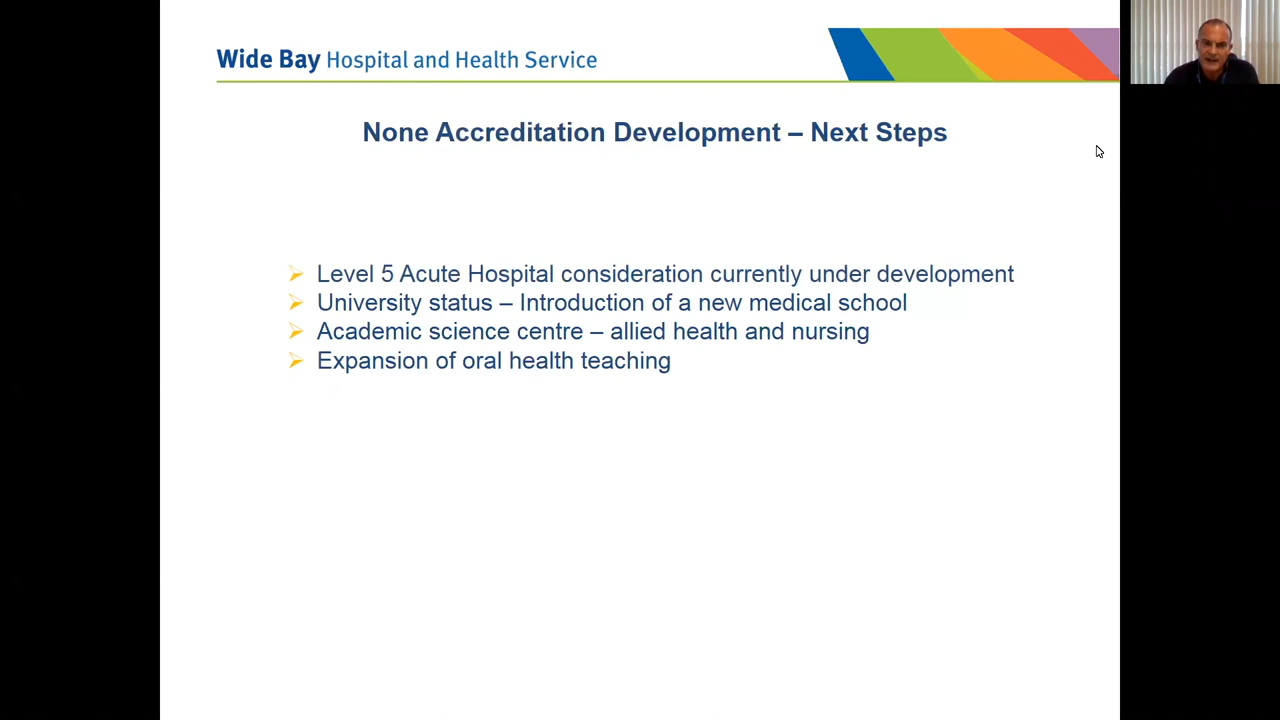 Wide Bay Hospital and Health Service
None Accreditation Development – Next Steps
Level 5 Acute Hospital consideration currently under development
University status – Introduction of a new medical school
Academic science centre – allied health and nursing
Expansion of oral health teaching